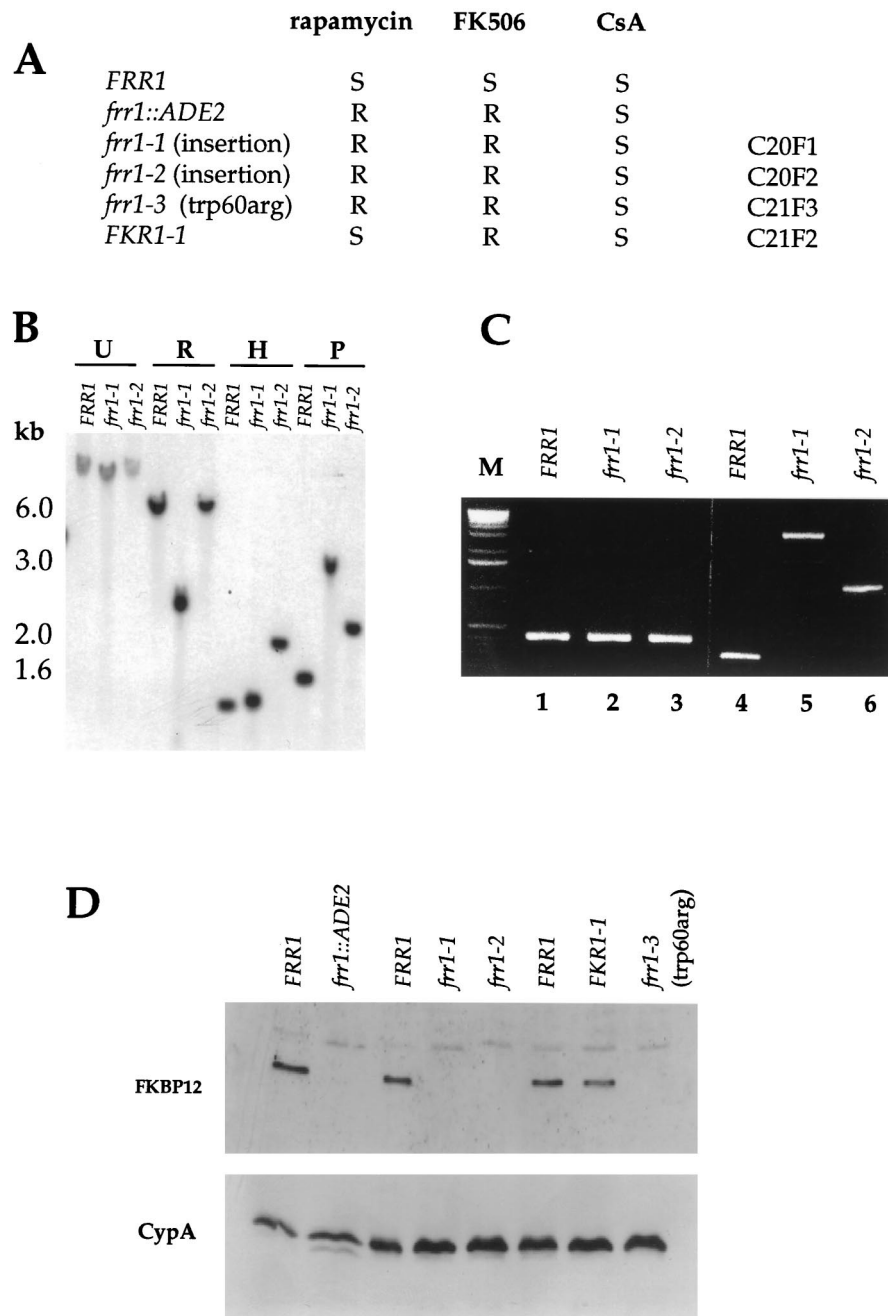 rapamycin FK506 CsA
A
FRR1 S S S
frr1::ADE2 R R S
frr1-1 (insertion) R R S C20F1
frr1-2 (insertion) R R S C20F2
frr1-3 (trp60arg) R R S C21F3
FKR1-1 S R S C21F2
B
U R H P
FRR1 frr1-1 frr1-2 FRR1 frr1-1 frr1-2 FRR1 frr1-1 frr1-2 FRR1 frr1-1 frr1-2
kb
6.0
3.0
2.0
1.6
C
M FRR1 frr1-1 frr1-2 FRR1 frr1-1 frr1-2
1 2 3 4 5 6
D
FRR1 frr1::ADE2 FRR1 frr1-1 frr1-2 FRR1 FKR1-1 frr1-3 (trp60arg)
FKBP12
CypA